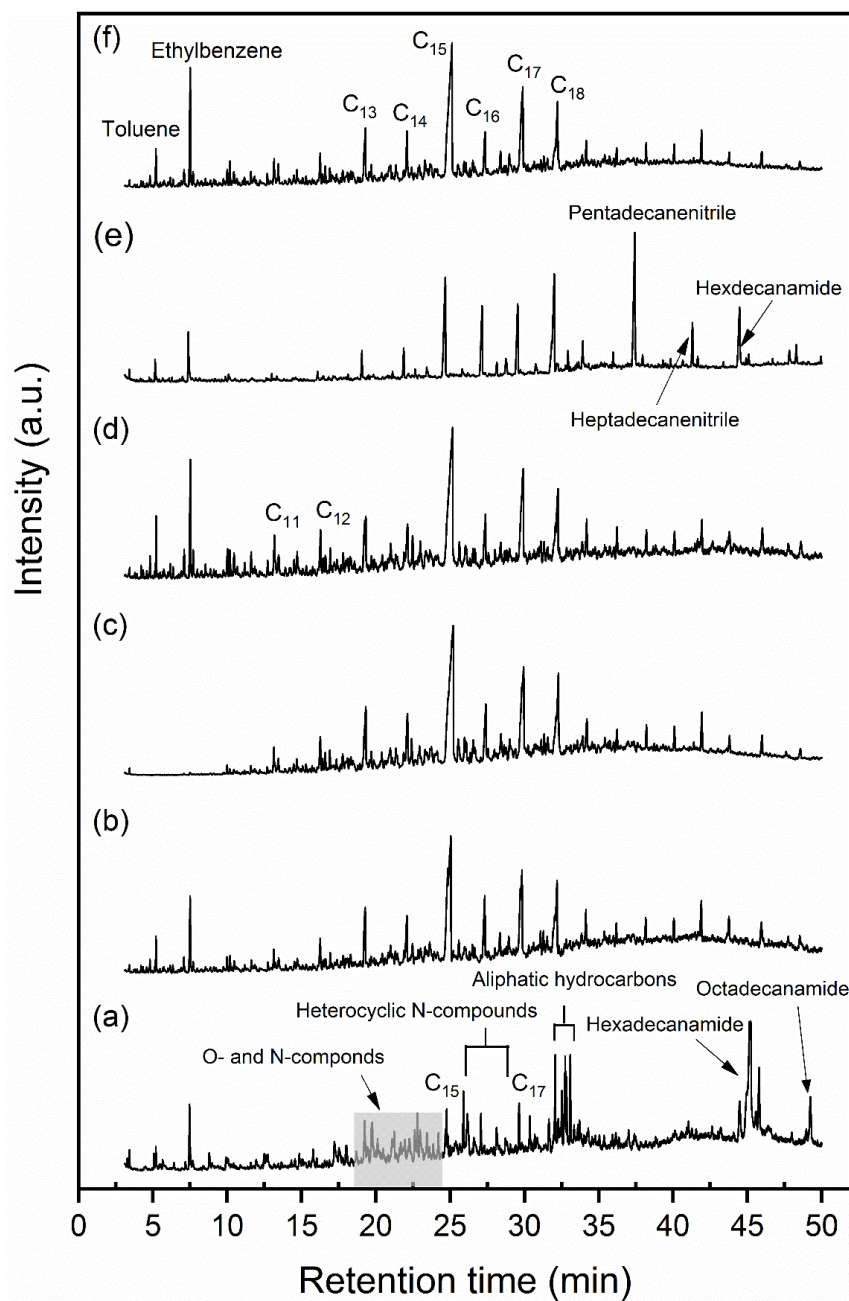 (f)
Ethylbenzene
Toluene
C13
C14
C15
C16
C17
C18
(e)
Pentadecanenitrile
Hexdecanamide
Heptadecanenitrile
(d)
C11
C12
(c)
(b)
(a)
Aliphatic hydrocarbons
Octadecanamide
Heterocyclic N-compounds
Hexadecanamide
O- and N-componds
C15
C17
Intensity (a.u.)
0 5 10 15 20 25 30 35 40 45 50
Retention time (min)